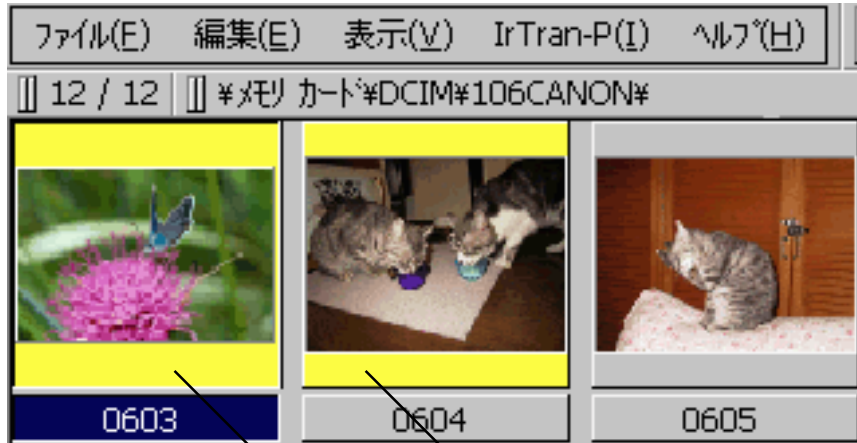 ファイル(F) 編集(E) 表示(V) IrTran-P(I) ヘルプ(H)
12 / 12 ¥メモリ カード¥DCIM¥106CANON¥
0603 0604 0605